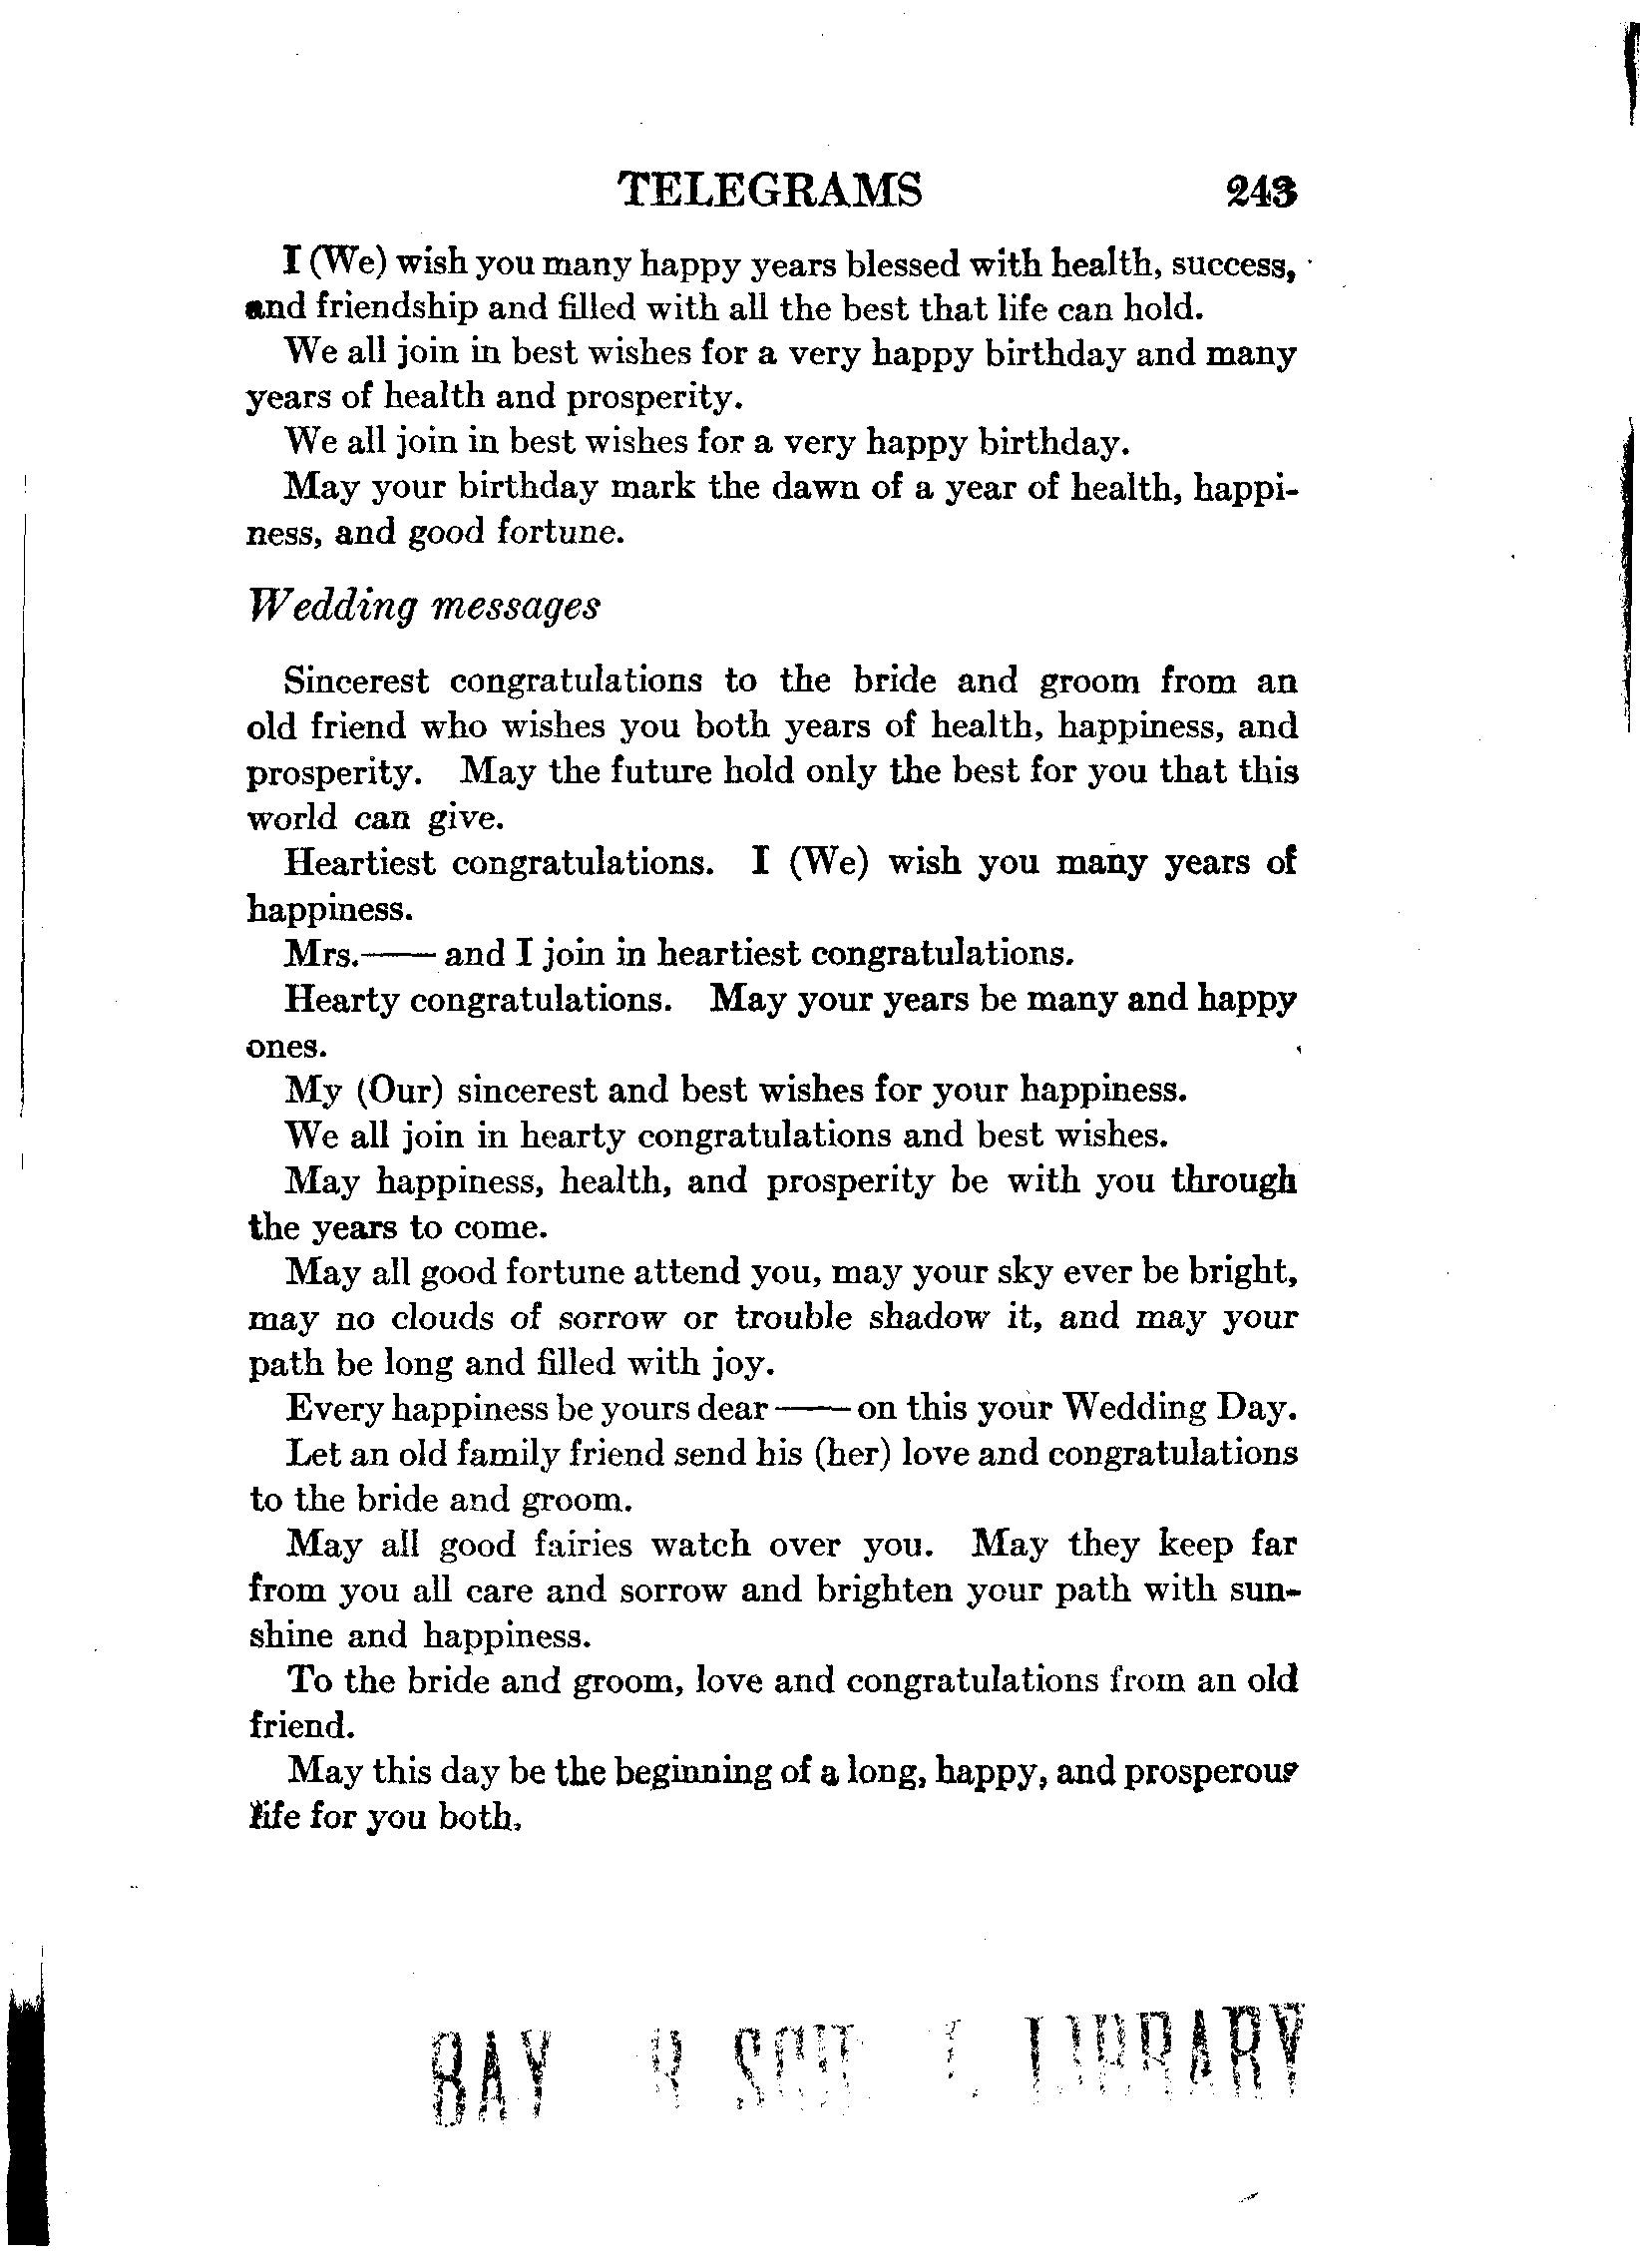 TELEGRAMS 243
I (We) wish you many happy years blessed with health, success,
and friendship and filled with all the best that life can hold.
We all join in best wishes for a very happy birthday and many
years of health and prosperity.
We all join in best wishes for a very happy birthday.
May your birthday mark the dawn of a year of health, happi-
ness, and good fortune.
Wedding messages
Sincerest congratulations to the bride and groom from an
old friend who wishes you both years of health, happiness, and
prosperity. May the future hold only the best for you that this
world can give.
Heartiest congratulations. I (We) wish you many years of
happiness.
Mrs.—— and I join in heartiest congratulations.
Hearty congratulations. May your years be many and happy
ones.
My (Our) sincerest and best wishes for your happiness.
We all join in hearty congratulations and best wishes.
May happiness, health, and prosperity be with you through
the years to come.
May all good fortune attend you, may your sky ever be bright,
may no clouds of sorrow or trouble shadow it, and may your
path be long and filled with joy.
Every happiness be yours dear —— on this your Wedding Day.
Let an old family friend send his (her) love and congratulations
to the bride and groom.
May all good fairies watch over you. May they keep far
from you all care and sorrow and brighten your path with sun-
shine and happiness.
To the bride and groom, love and congratulations from an old
friend.
May this day be the beginning of a long, happy, and prosperous
life for you both.
BAY LIBRARY